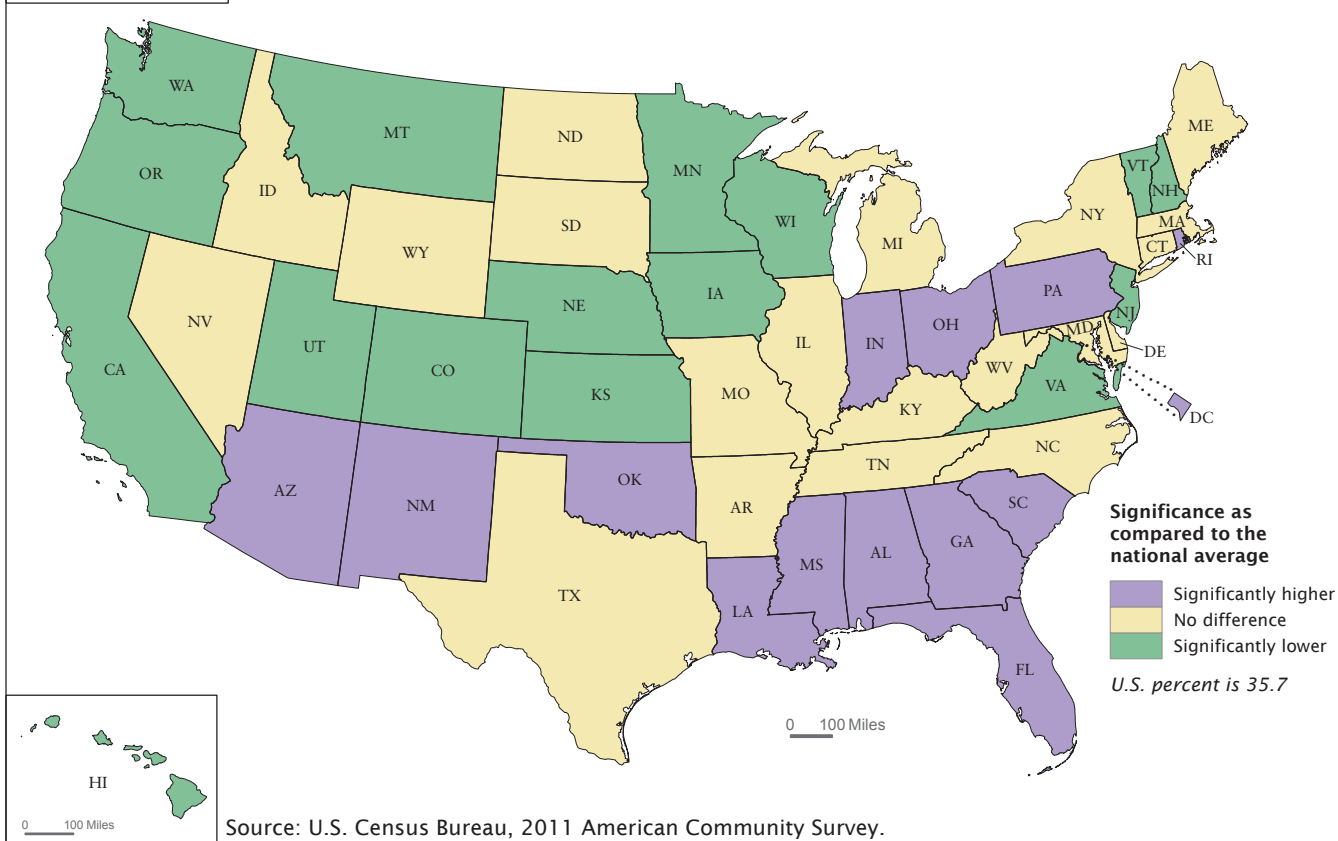 WA
MT
ND
MN
ME
OR
ID
SD
WI
VT
NH
NY
MA
MI
CT
RI
WY
IA
PA
NE
NJ
OH
NV
IL
IN
MD
UT
DE
CO
WV
CA
VA
KS
MO
KY
DC
TN
NC
OK
AZ
AR
SC
NM
GA
AL
MS
TX
LA
FL
Significance as
compared to the
national average
Significantly higher
No difference
Significantly lower
U.S. percent is 35.7
0 100 Miles
HI
0 100 Miles
Source: U.S. Census Bureau, 2011 American Community Survey.